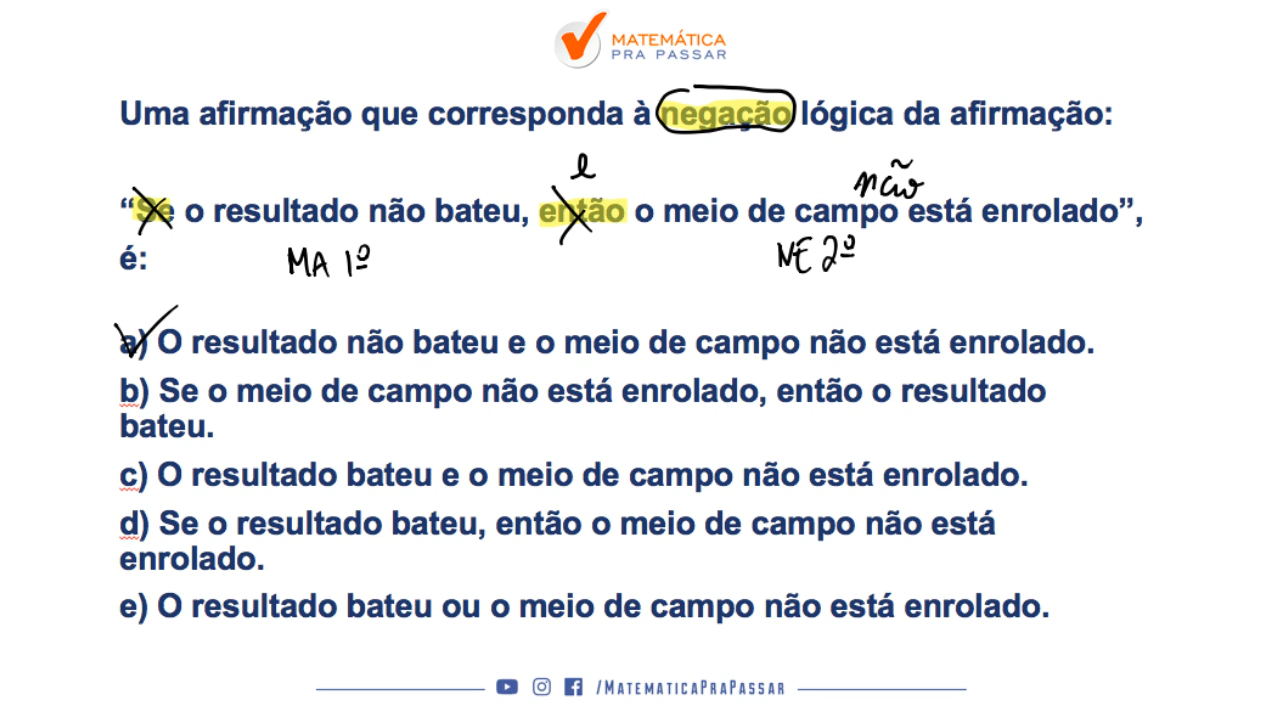 MATEMÁTICA
PRA PASSAR
Uma afirmação que corresponda à negação lógica da afirmação:
e
não
“Se o resultado não bateu, então o meio de campo está enrolado”,
é:
MA 1º
NE 2º
a) O resultado não bateu e o meio de campo não está enrolado.
b) Se o meio de campo não está enrolado, então o resultado
bateu.
c) O resultado bateu e o meio de campo não está enrolado.
d) Se o resultado bateu, então o meio de campo não está
enrolado.
e) O resultado bateu ou o meio de campo não está enrolado.
/MATEMATICAPRAPASSAR